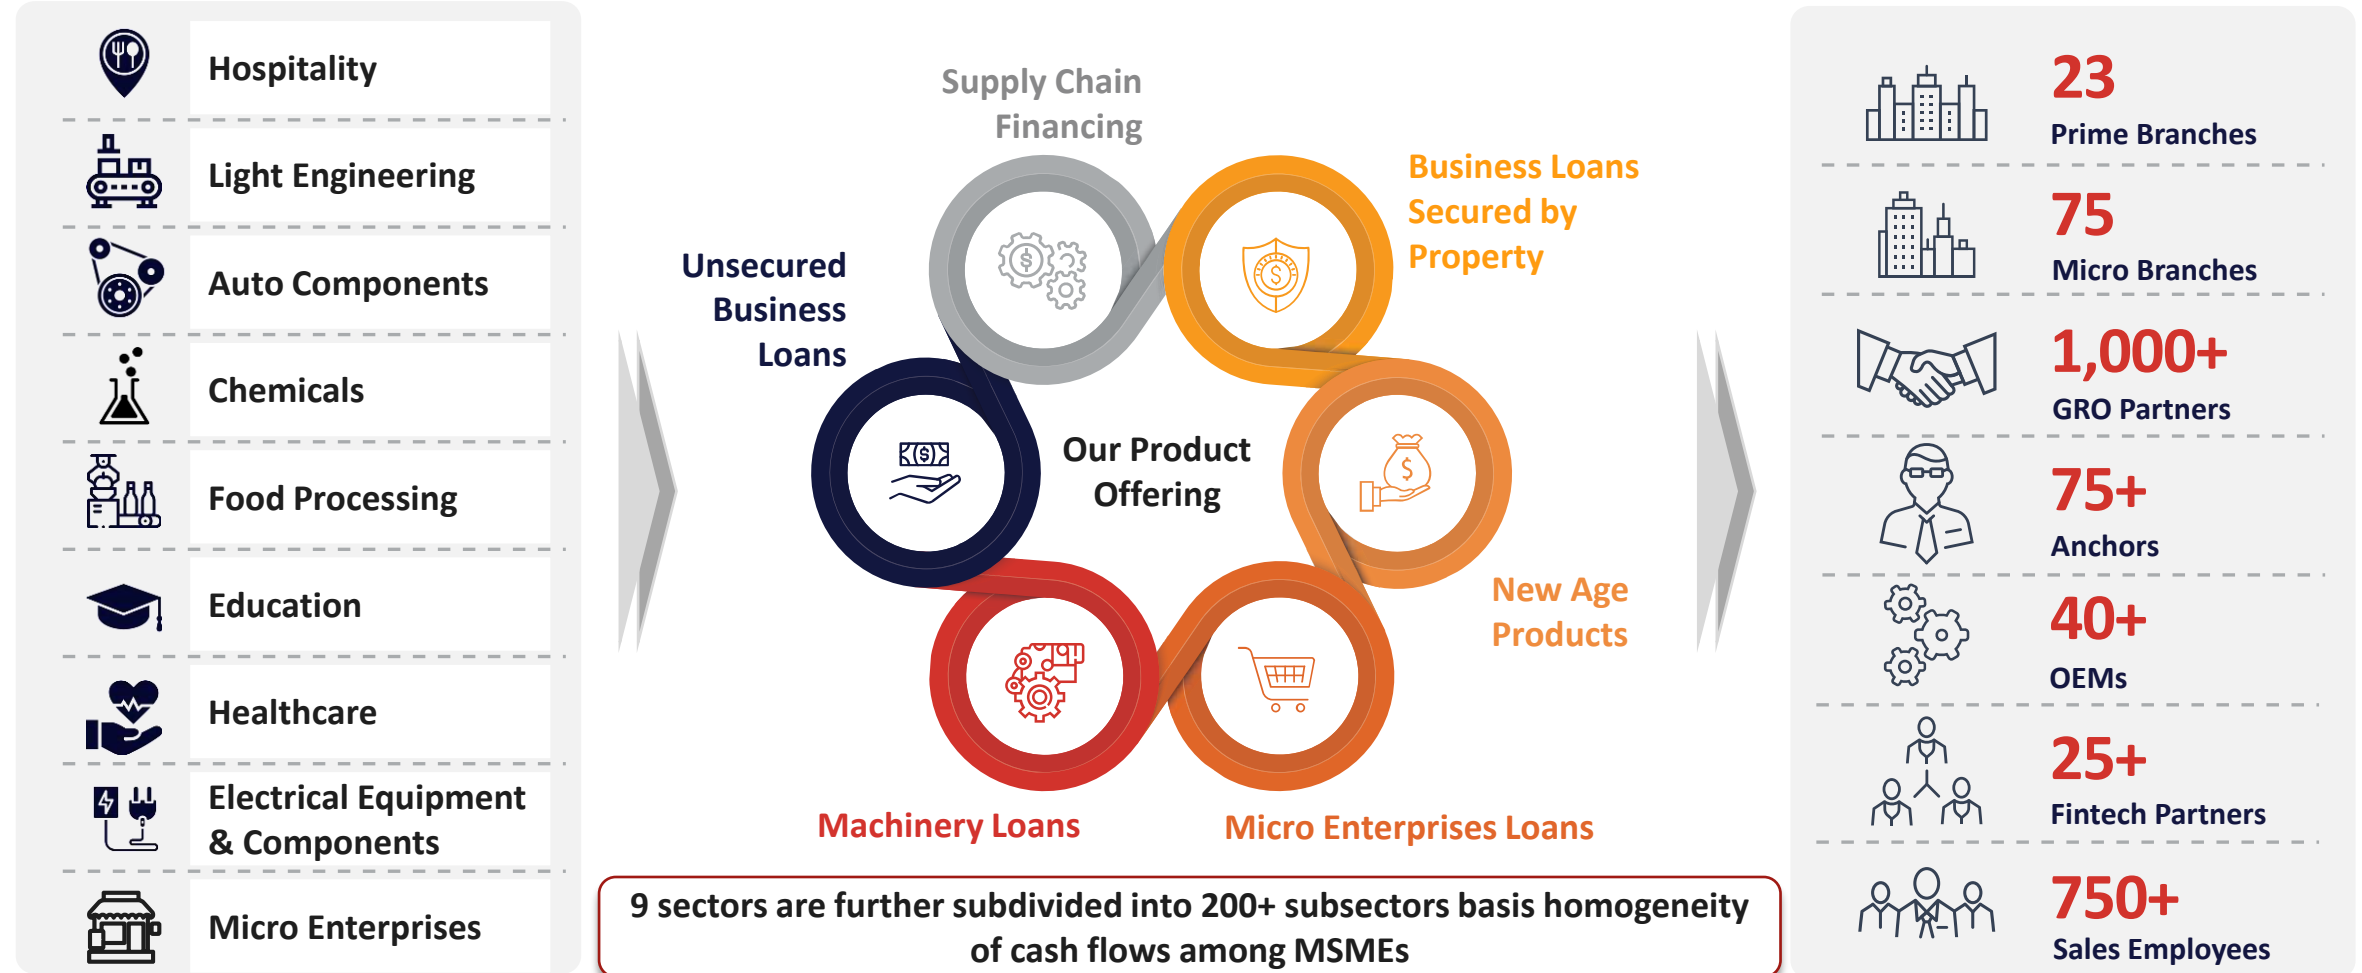 Hospitality
Light Engineering
Auto Components
Chemicals
Food Processing
Education
Healthcare
Electrical Equipment
& Components
Micro Enterprises
Supply Chain
Financing
Business Loans
Secured by
Property
Unsecured
Business
Loans
Our Product
Offering
New Age
Products
Machinery Loans
Micro Enterprises Loans
9 sectors are further subdivided into 200+ subsectors basis homogeneity
of cash flows among MSMEs
23
Prime Branches
75
Micro Branches
1,000+
GRO Partners
75+
Anchors
40+
OEMs
25+
Fintech Partners
750+
Sales Employees